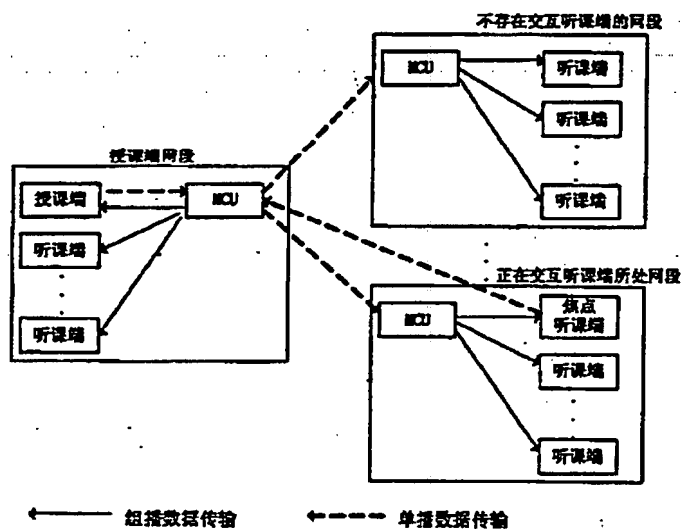 不存在交互听课端的网段
MCU
听课端
听课端
听课端
授课端网段
授课端
MCU
听课端
听课端
正在交互听课端所处网段
MCU
焦点
听课端
听课端
听课端
组播数据传输
单播数据传输